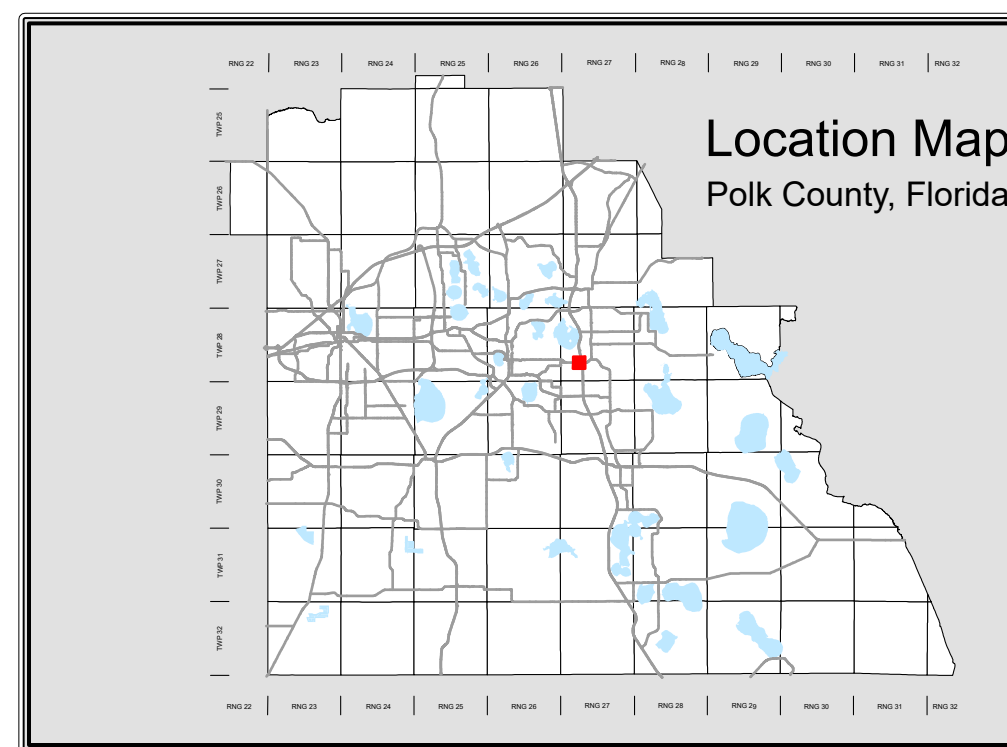 RNG 22 RNG 23 RNG 24 RNG 25 RNG 26 RNG 27 RNG 28 RNG 29 RNG 30 RNG 31 RNG 32
Location Map
Polk County, Florida
TWP 25
TWP 26
TWP 27
TWP 28
TWP 29
TWP 30
TWP 31
TWP 32
RNG 22 RNG 23 RNG 24 RNG 25 RNG 26 RNG 27 RNG 28 RNG 29 RNG 30 RNG 31 RNG 32